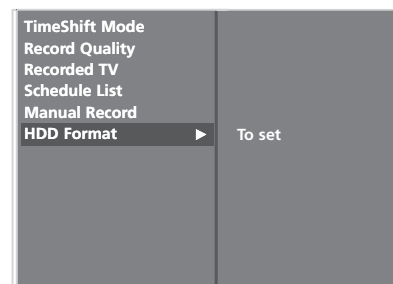 TimeShift Mode
Record Quality
Recorded TV
Schedule List
Manual Record
HDD Format ▶ To set